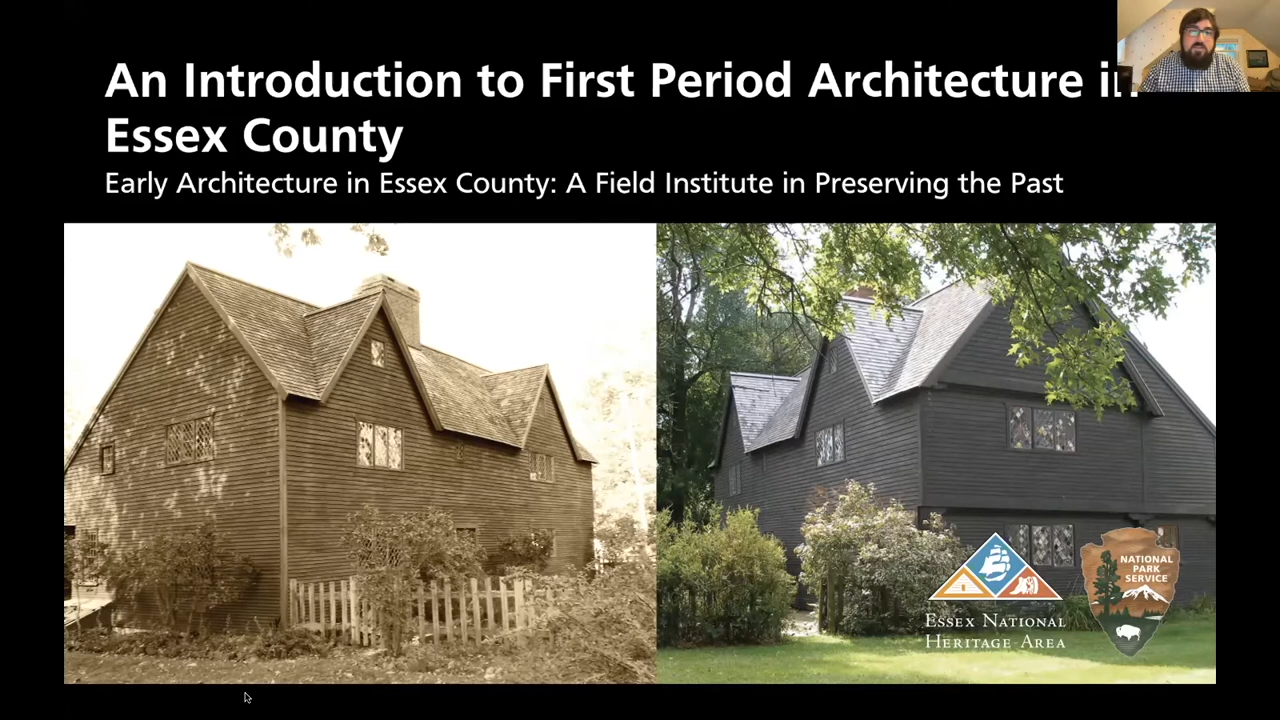 An Introduction to First Period Architecture in
Essex County
Early Architecture in Essex County: A Field Institute in Preserving the Past
NATIONAL
PARK
SERVICE
ESSEX NATIONAL
HERITAGE AREA